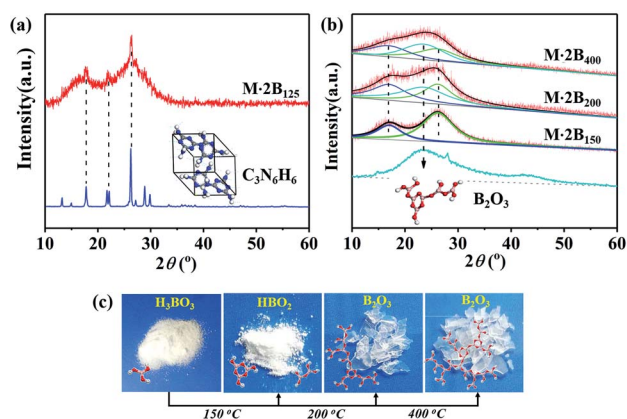 (a)
Intensity(a.u.)
M·2B₁₂₅
C₃N₆H₆
10 20 30 40 50 60
2θ (°)
(b)
Intensity(a.u.)
M·2B₄₀₀
M·2B₂₀₀
M·2B₁₅₀
B₂O₃
10 20 30 40 50 60
2θ (°)
(c)
H₃BO₃ HBO₂ B₂O₃ B₂O₃
150 °C 200 °C 400 °C